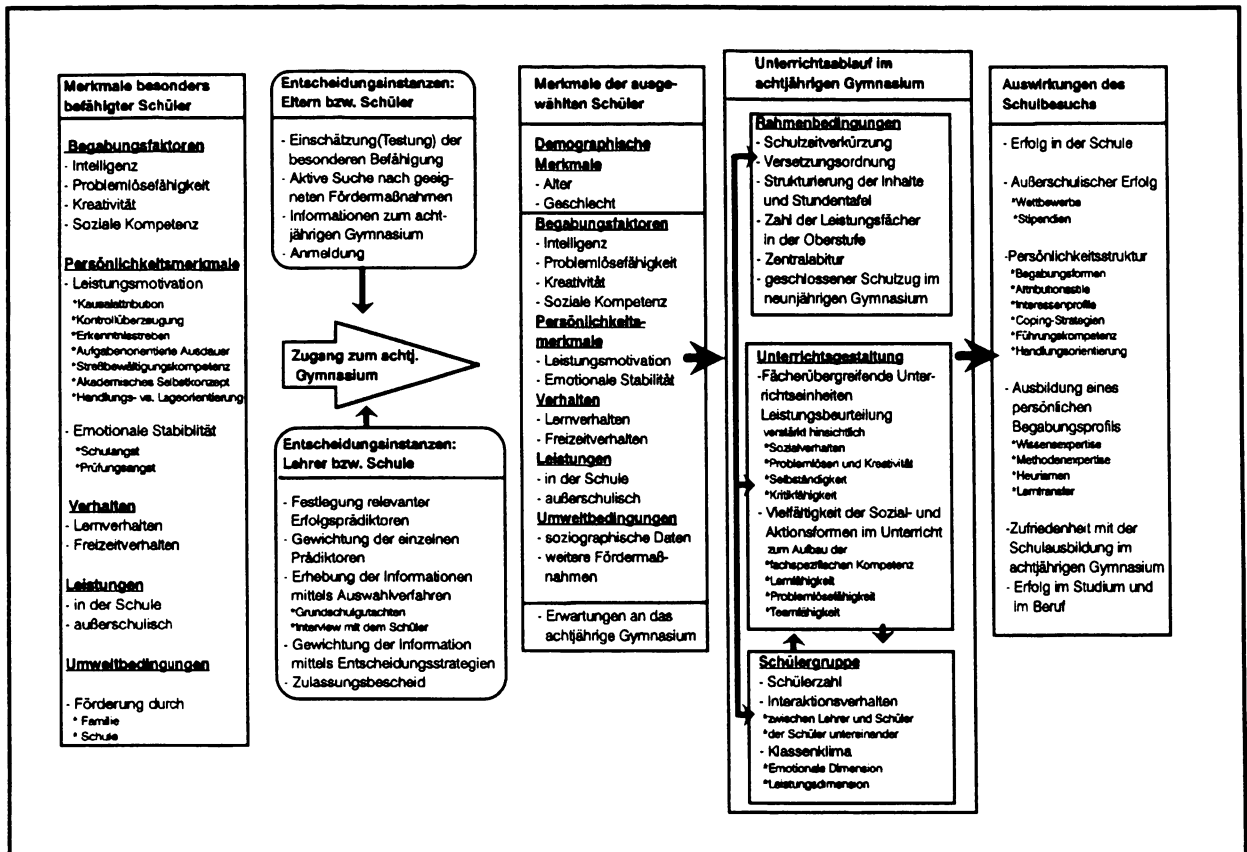 Merkmale besonders
befähigter Schüler
Begabungsfaktoren
- Intelligenz
- Problemlösefähigkeit
- Kreativität
- Soziale Kompetenz
Persönlichkeitsmerkmale
- Leistungsmotivation
*Kausalattribution
*Kontrollüberzeugung
*Erkenntnisstreben
*Aufgabenorientierte Ausdauer
*Streßbewältigungskompetenz
*Akademisches Selbstkonzept
*Handlungs- vs. Lageorientierung
- Emotionale Stabiblität
*Schulangst
*Prüfungsangst
Verhalten
- Lernverhalten
- Freizeitverhalten
Leistungen
- in der Schule
- außerschulisch
Umweltbedingungen
- Förderung durch
* Familie
* Schule
Entscheidungsinstanzen:
Eltern bzw. Schüler
- Einschätzung(Testung) der
besonderen Befähigung
- Aktive Suche nach geeig-
neten Fördermaßnahmen
- Informationen zum acht-
jährigen Gymnasium
- Anmeldung
Zugang zum achtj.
Gymnasium
Entscheidungsinstanzen:
Lehrer bzw. Schule
- Festlegung relevanter
Erfolgsprädiktoren
- Gewichtung der einzelnen
Prädiktoren
- Erhebung der Informationen
mittels Auswahlverfahren
*Grundschulgutachten
*Interview mit dem Schüler
- Gewichtung der Information
mittels Entscheidungsstrategien
- Zulassungsbescheid
Merkmale der ausge-
wählten Schüler
Demographische
Merkmale
- Alter
- Geschlecht
Begabungsfaktoren
- Intelligenz
- Problemlösefähigkeit
- Kreativität
- Soziale Kompetenz
Persönlichkeits-
merkmale
- Leistungsmotivation
- Emotionale Stabilität
Verhalten
- Lernverhalten
- Freizeitverhalten
Leistungen
- in der Schule
- außerschulisch
Umweltbedingungen
- soziographische Daten
- weitere Fördermaß-
nahmen
- Erwartungen an das
achtjährige Gymnasium
Unterrichtsablauf im
achtjährigen Gymnasium
Rahmenbedingungen
- Schulzeitverkürzung
- Versetzungsordnung
- Strukturierung der Inhalte
und Stundentafel
- Zahl der Leistungsfächer
in der Oberstufe
- Zentralabitur
- geschlossener Schulzug im
neunjährigen Gymnasium
Unterrichtsgestaltung
-Fächerübergreifende Unter-
richtseinheiten
Leistungsbeurteilung
verstärkt hinsichtlich
*Sozialverhalten
*Problemlösen und Kreativität
*Selbständigkeit
*Kritikfähigkeit
- Vielfältigkeit der Sozial- und
Aktionsformen im Unterricht
zum Aufbau der
*fachspezifischen Kompetenz
*Lernfähigkeit
*Problemlösefähigkeit
*Teamfähigkeit
Schülergruppe
- Schülerzahl
- Interaktionsverhalten
*zwischen Lehrer und Schüler
*der Schüler untereinander
- Klassenklima
*Emotionale Dimension
*Leistungsdimension
Auswirkungen des
Schulbesuchs
- Erfolg in der Schule
- Außerschulischer Erfolg
*Wettbewerbe
*Stipendien
-Persönlichkeitsstruktur
*Begabungsformen
*Attributionsstile
*Interessenprofile
*Coping-Strategien
*Führungskompetenz
*Handlungsorientierung
- Ausbildung eines
persönlichen
Begabungsprofils
*Wissensexpertise
*Methodenexpertise
*Heurismen
*Lerntransfer
-Zufriedenheit mit der
Schulausbildung im
achtjährigen Gymnasium
- Erfolg im Studium und
im Beruf